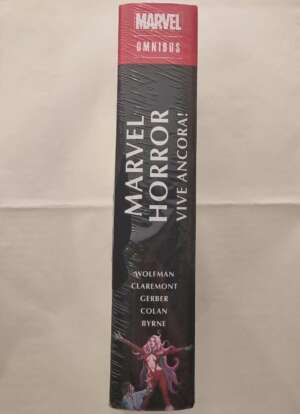 MARVEL
OMNIBUS
MARVEL
HORROR
VIVE ANCORA!
WOLFMAN
CLAREMONT
GERBER
COLAN
BYRNE